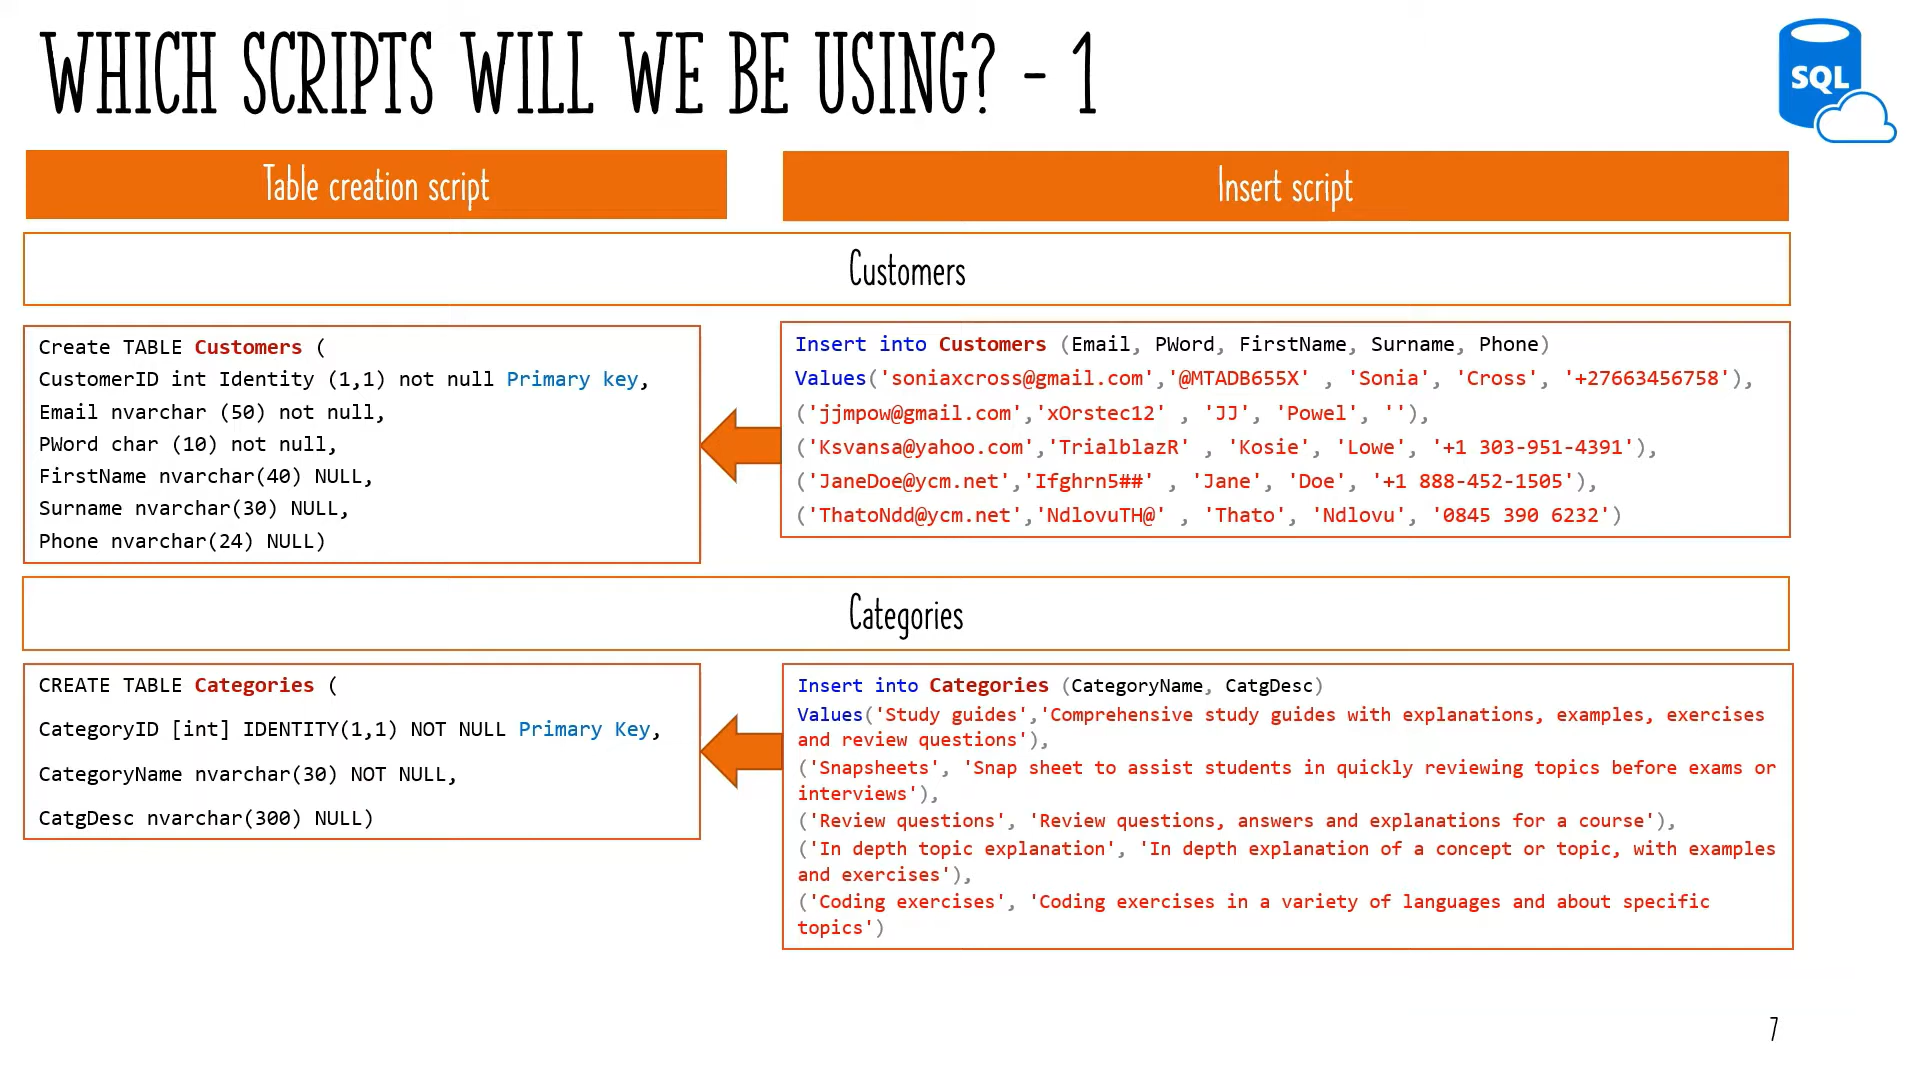 WHICH SCRIPTS WILL WE BE USING? - 1
SQL
Table creation script
Insert script
Customers
Create TABLE Customers (
CustomerID int Identity (1,1) not null Primary key,
Email nvarchar (50) not null,
PWord char (10) not null,
FirstName nvarchar(40) NULL,
Surname nvarchar(30) NULL,
Phone nvarchar(24) NULL)
Insert into Customers (Email, PWord, FirstName, Surname, Phone)
Values('soniaxcross@gmail.com','@MTADB655X' , 'Sonia', 'Cross', '+27663456758'),
('jjmpow@gmail.com','xOrstec12' , 'JJ', 'Powel', ''),
('Ksvansa@yahoo.com','TrialblazR' , 'Kosie', 'Lowe', '+1 303-951-4391'),
('JaneDoe@ycm.net','Ifghrn5##' , 'Jane', 'Doe', '+1 888-452-1505'),
('ThatoNdd@ycm.net','NdlovuTH@' , 'Thato', 'Ndlovu', '0845 390 6232')
Categories
CREATE TABLE Categories (
CategoryID [int] IDENTITY(1,1) NOT NULL Primary Key,
CategoryName nvarchar(30) NOT NULL,
CatgDesc nvarchar(300) NULL)
Insert into Categories (CategoryName, CatgDesc)
Values('Study guides','Comprehensive study guides with explanations, examples, exercises
and review questions'),
('Snapsheets', 'Snap sheet to assist students in quickly reviewing topics before exams or
interviews'),
('Review questions', 'Review questions, answers and explanations for a course'),
('In depth topic explanation', 'In depth explanation of a concept or topic, with examples
and exercises'),
('Coding exercises', 'Coding exercises in a variety of languages and about specific
topics')
7